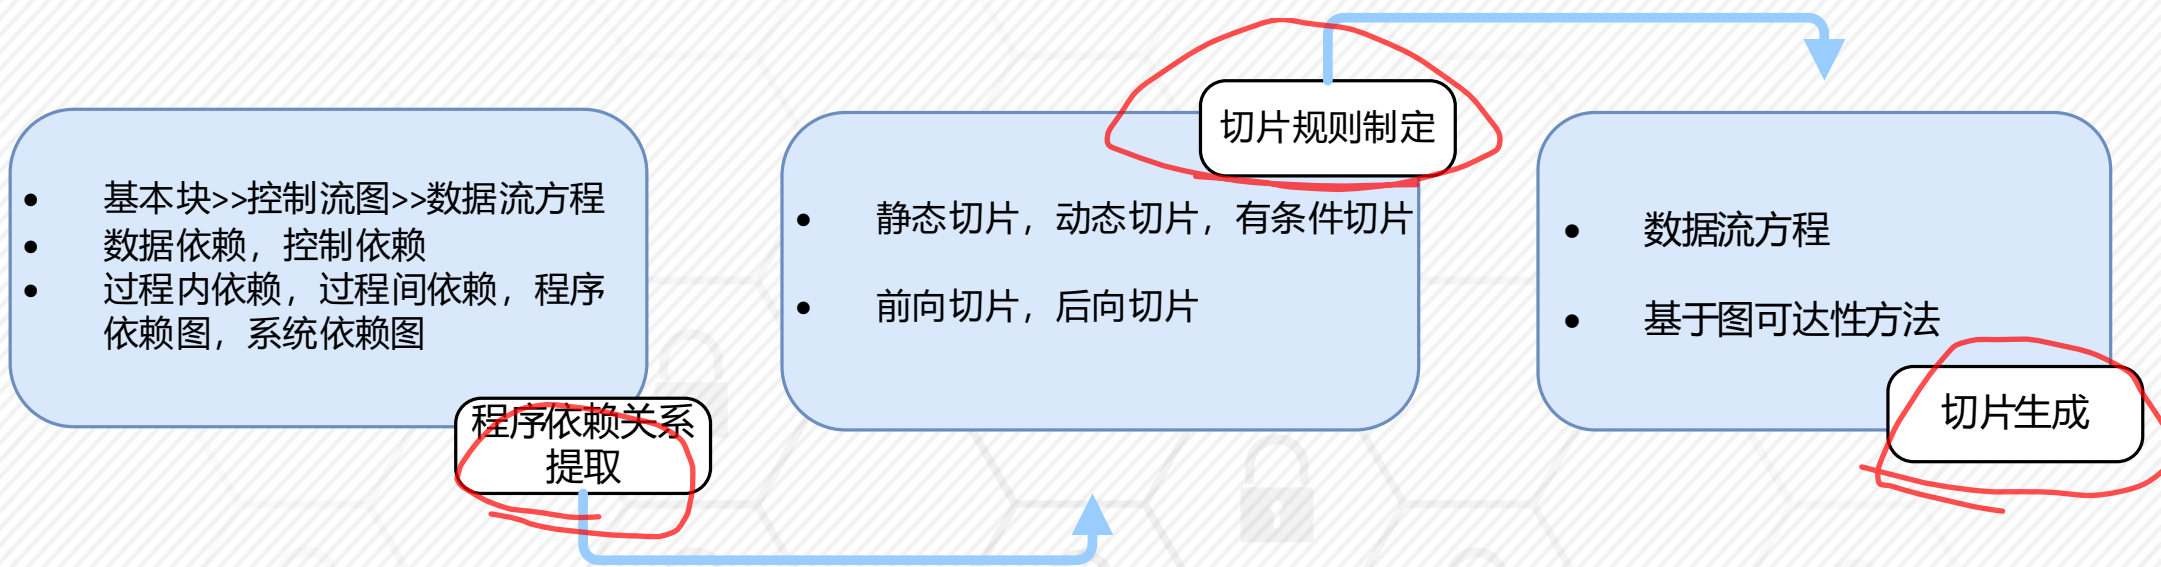 基本块>>控制流图>>数据流方程
数据依赖，控制依赖
过程内依赖，过程间依赖，程序
依赖图，系统依赖图
程序依赖关系
提取
切片规则制定
静态切片，动态切片，有条件切片
前向切片，后向切片
数据流方程
基于图可达性方法
切片生成